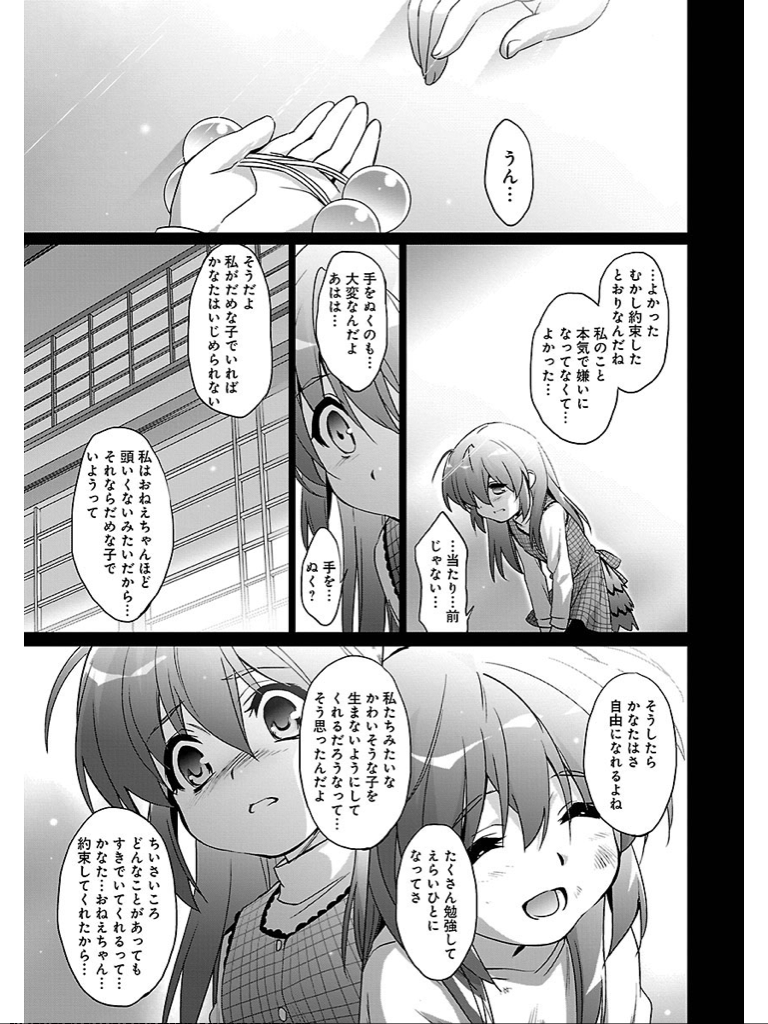 うん…
…よかった
むかし約束した
とおりなんだね
私のこと
本気で嫌いに
なってなくて…
よかった…
…当たり…前
じゃない…
手をぬくのも…
大変なんだよ
あはは…
手を…
ぬく？
そうだよ
私がだめな子でいれば
かなたはいじめられない
私はおねえちゃんほど
頭いくないみたいだから…
それならだめな子で
いようって
そうしたら
かなたはさ
自由になれるよね
たくさん勉強して
えらいひとに
なってさ
私たちみたいな
かわいそうな子を
生まないようにして
くれるだろうなって…
そう思ったんだよ
ちいさいころ
どんなことがあっても
すきでいてくれるって…
かなた…おねえちゃん…
約束してくれたから…